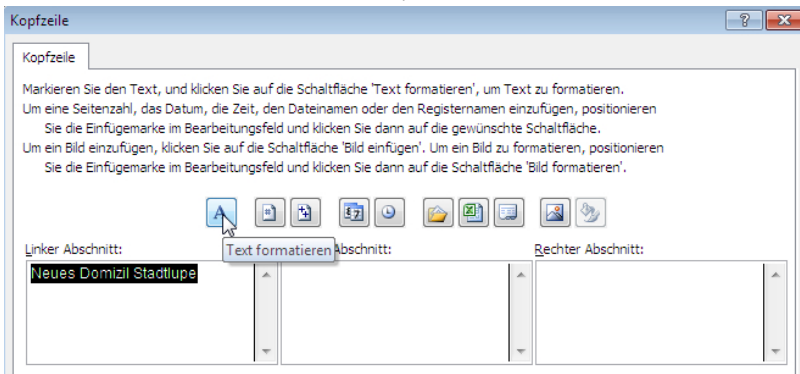 Kopfzeile
Kopfzeile
Markieren Sie den Text, und klicken Sie auf die Schaltfläche 'Text formatieren', um Text zu formatieren.
Um eine Seitenzahl, das Datum, die Zeit, den Dateinamen oder den Registernamen einzufügen, positionieren
Sie die Einfügemarke im Bearbeitungsfeld und klicken Sie dann auf die gewünschte Schaltfläche.
Um ein Bild einzufügen, klicken Sie auf die Schaltfläche 'Bild einfügen'. Um ein Bild zu formatieren, positionieren
Sie die Einfügemarke im Bearbeitungsfeld und klicken Sie dann auf die Schaltfläche 'Bild formatieren'.
A
Linker Abschnitt: Text formatieren Abschnitt: Rechter Abschnitt:
Neues Domizil Stadtlupe